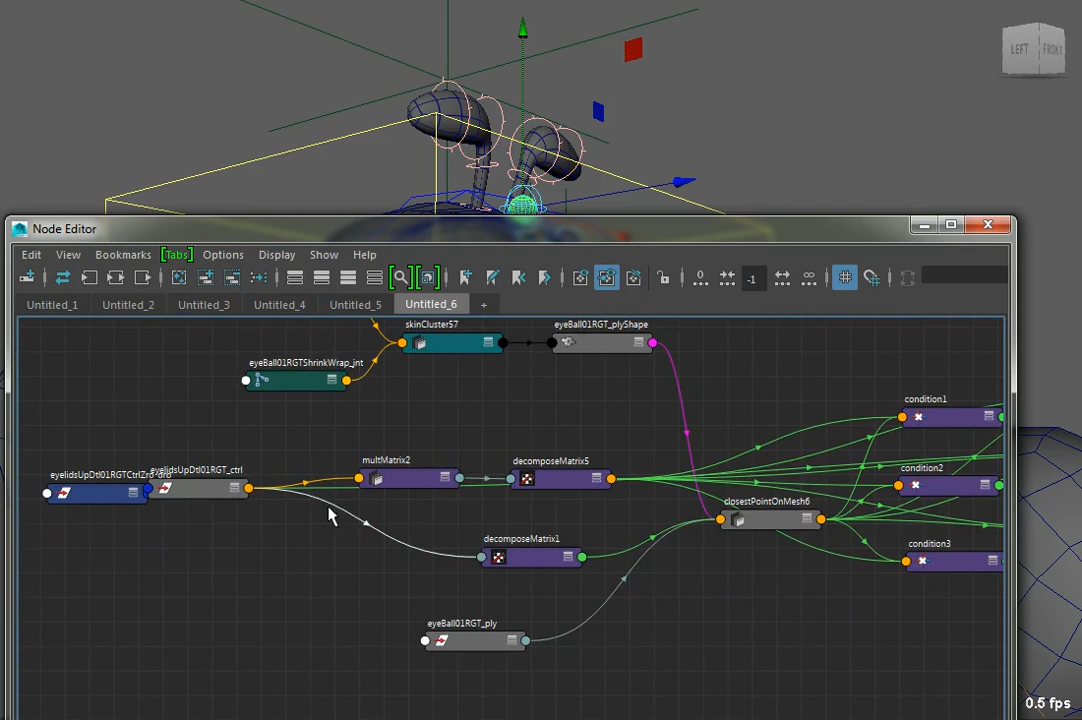 LEFT
FRONT
Node Editor
Edit View Bookmarks [Tabs] Options Display Show Help
-1
Untitled_1 Untitled_2 Untitled_3 Untitled_4 Untitled_5 Untitled_6 +
skinCluster57
eyeBall01RGT_plyShape
eyeBall01RGTShrinkWrap_jnt
condition1
eyelidsUpDtl01RGT_ctrl
multMatrix2
decomposeMatrix5
condition2
closestPointOnMesh6
decomposeMatrix1
condition3
eyeBall01RGT_ply
0.5 fps